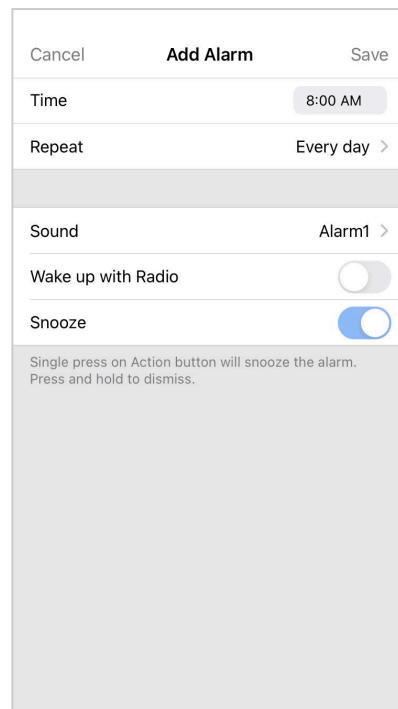 Cancel Add Alarm Save
Time 8:00 AM
Repeat Every day
Sound Alarm1
Wake up with Radio
Snooze
Single press on Action button will snooze the alarm.
Press and hold to dismiss.